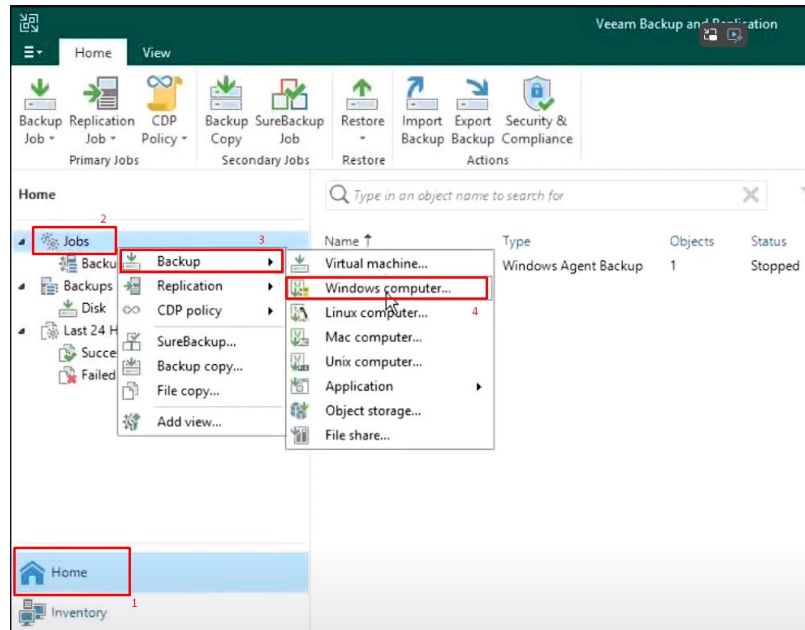 Veeam Backup and Replication
Home View
Backup Job
Replication Job
CDP Policy
Backup Copy
SureBackup Job
Restore
Import Backup
Export Backup
Security & Compliance
Primary Jobs
Secondary Jobs
Restore
Actions
Home
Type in an object name to search for
2
Jobs
3
Name Type Objects Status
Windows Agent Backup 1 Stopped
Backups
Disk
Last 24 H
Succe
Failed
Backup
Replication
CDP policy
SureBackup...
Backup copy...
File copy...
Add view...
Virtual machine...
Windows computer...
4
Linux computer...
Mac computer...
Unix computer...
Application
Object storage...
File share...
Home
1
Inventory